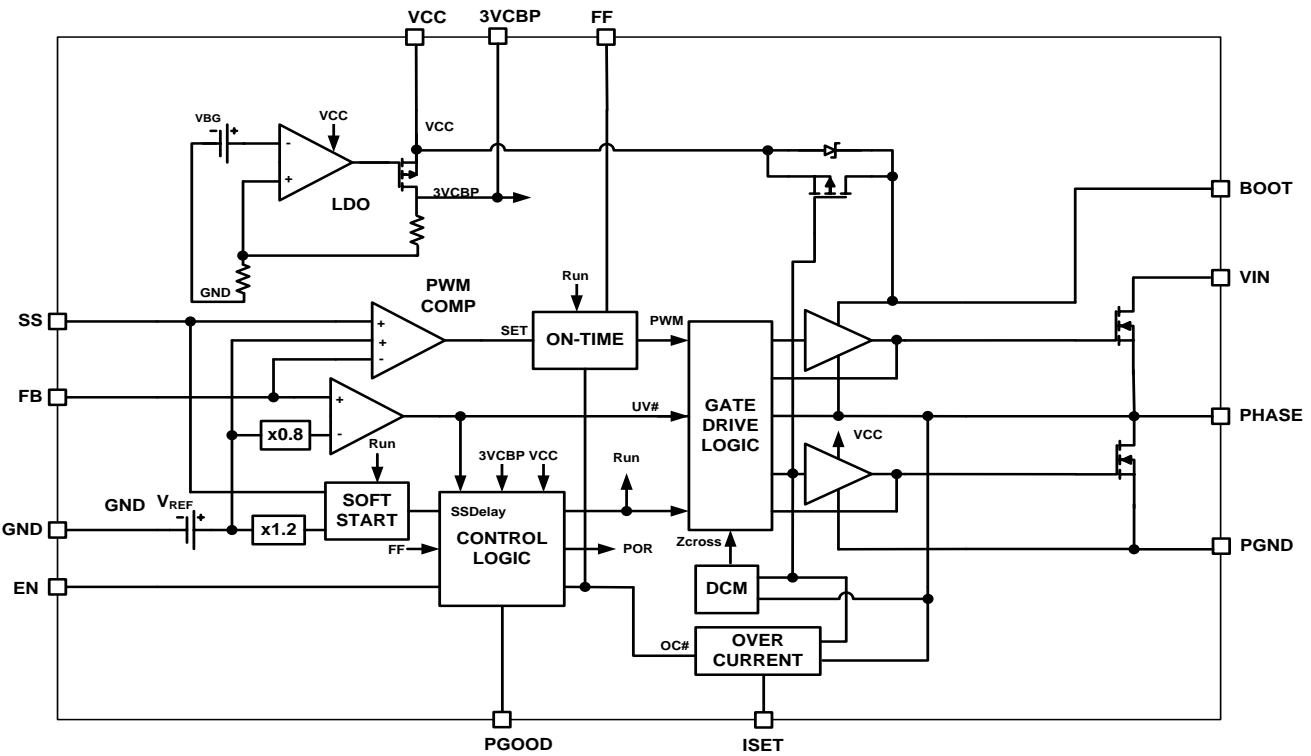 VCC
3VCBP
FF
VBG
-
+
VCC
VCC
-
+
LDO
3VCBP
GND
BOOT
VIN
PWM
COMP
Run
SS
+
+
-
SET
ON-TIME
PWM
FB
+
-
x0.8
UV#
GATE
DRIVE
LOGIC
PHASE
VCC
Run
3VCBP VCC
Run
GND
GND
VREF
-
+
x1.2
SOFT
START
SSDelay
CONTROL
LOGIC
FF
POR
Zcross
PGND
EN
DCM
OC#
OVER
CURRENT
PGOOD
ISET